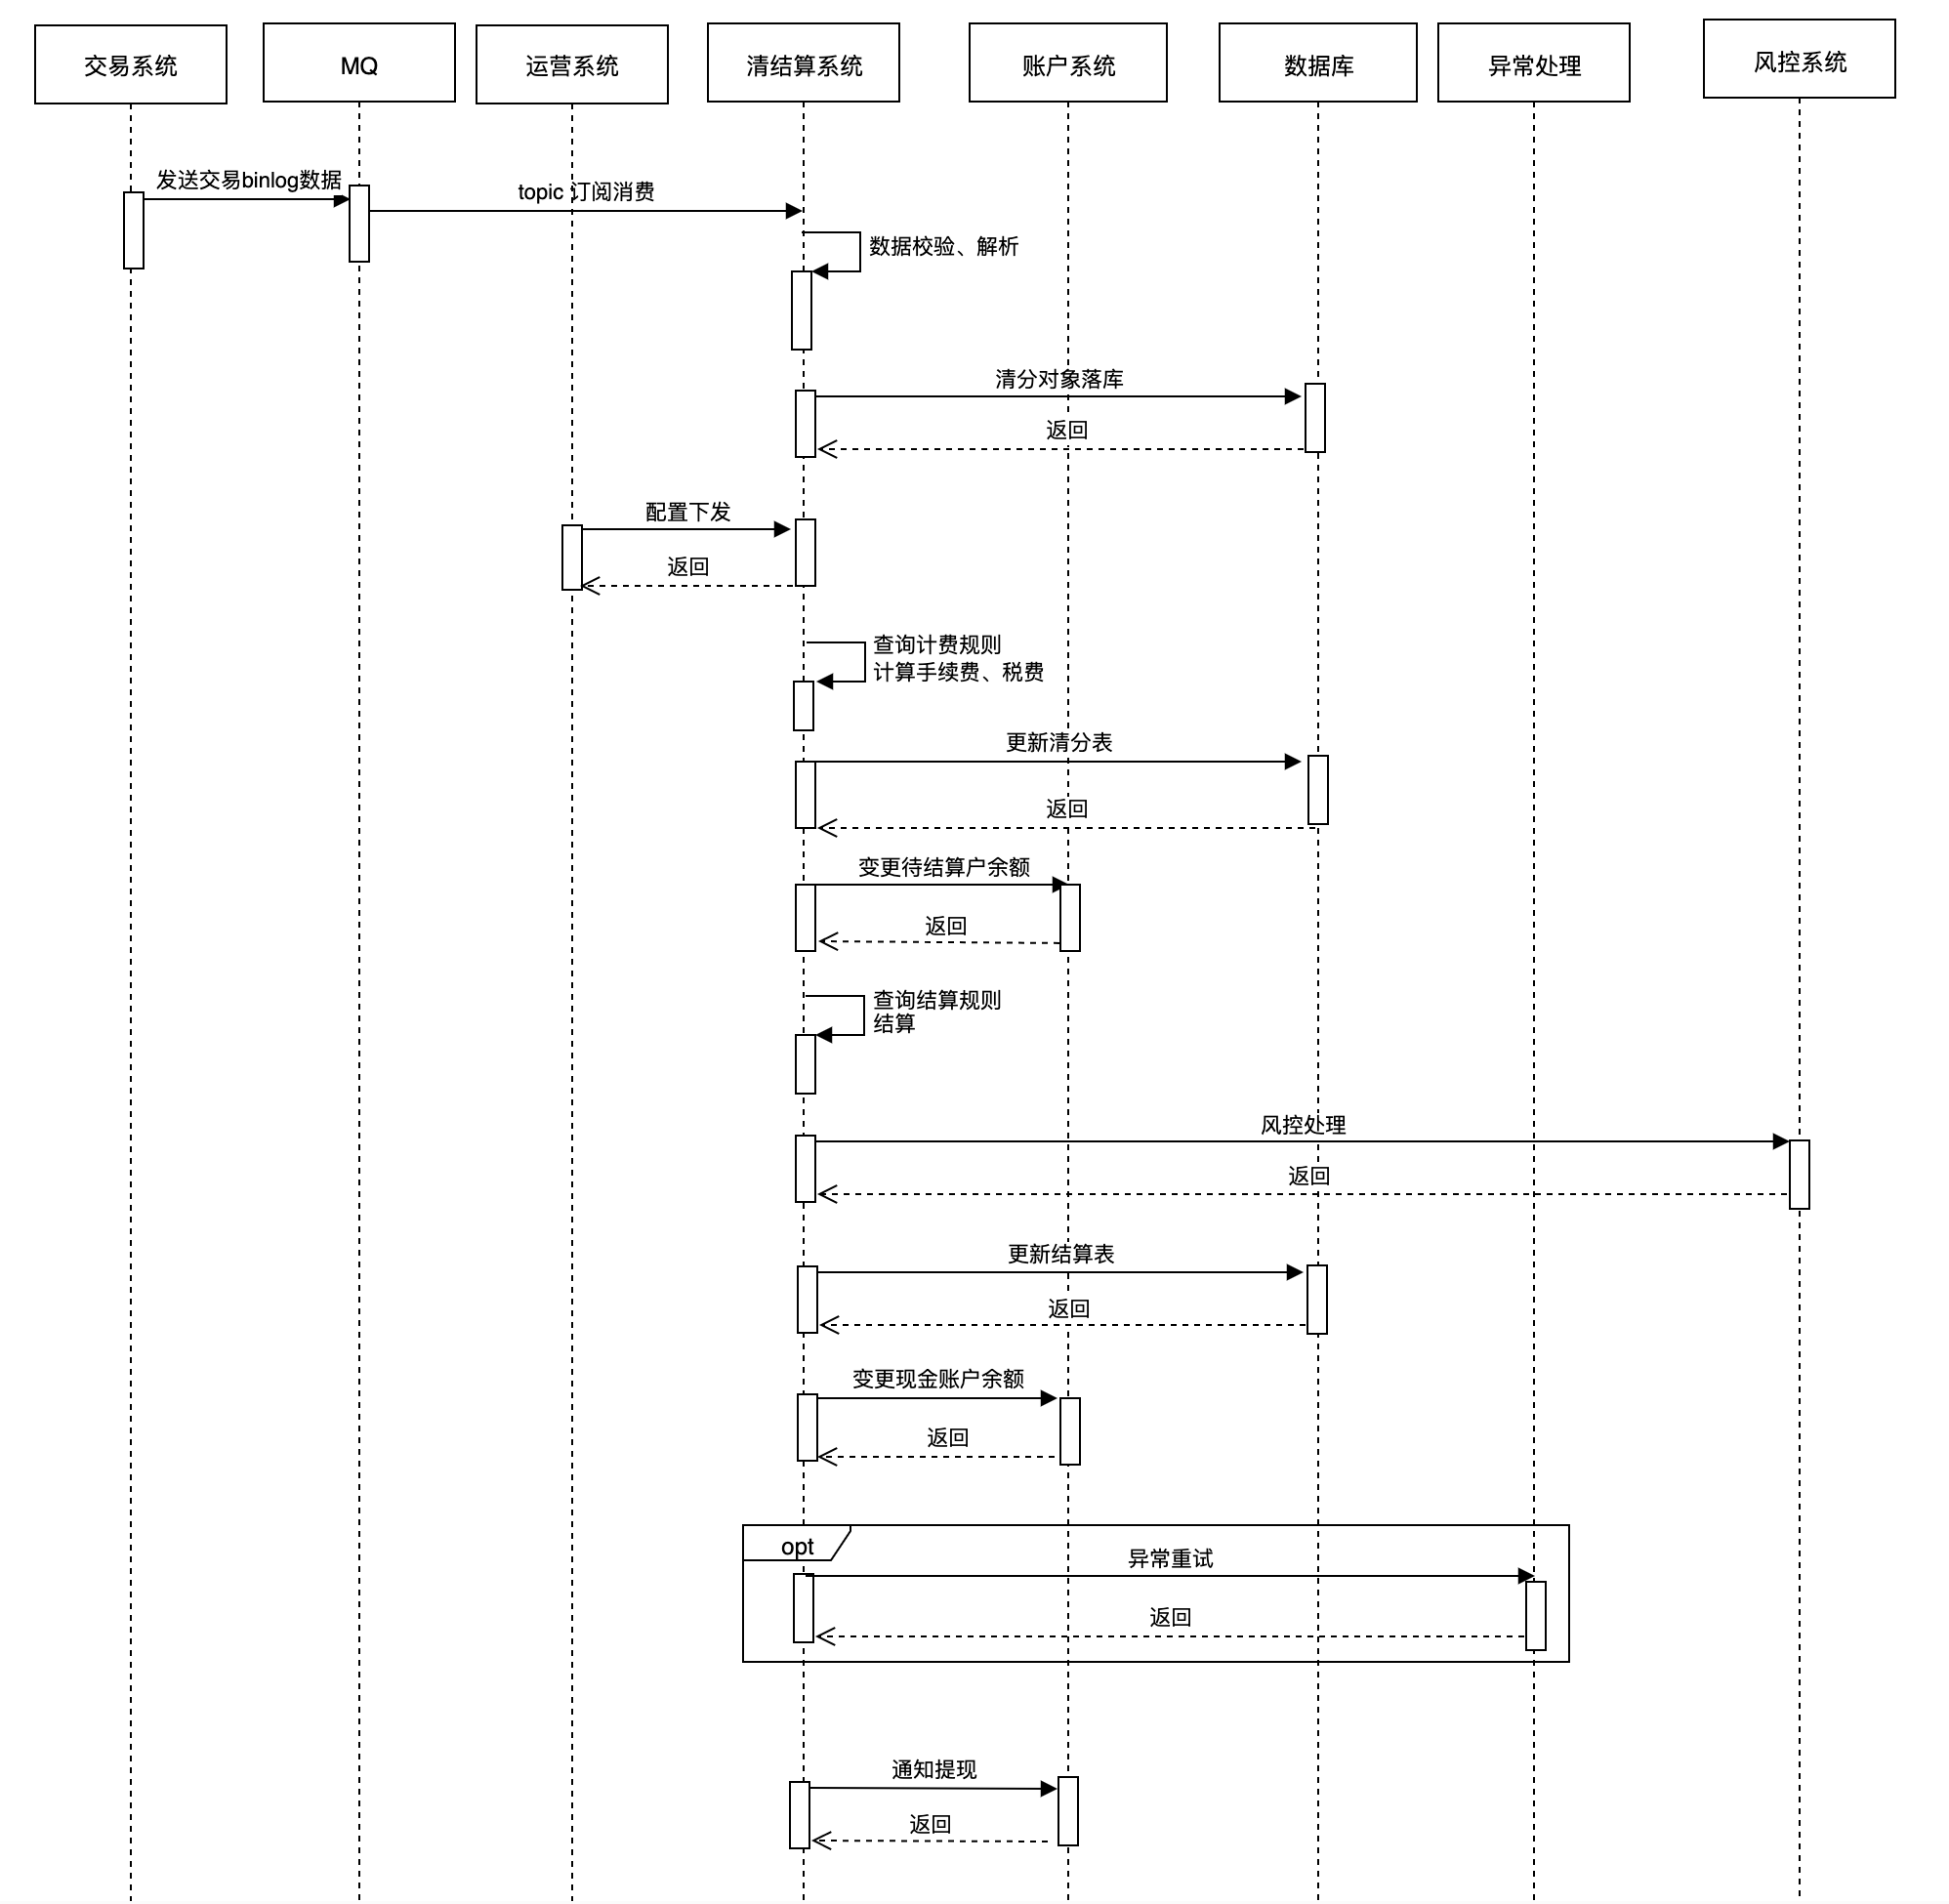 交易系统
MQ
运营系统
清结算系统
账户系统
数据库
异常处理
风控系统
发送交易binlog数据
topic 订阅消费
数据校验、解析
清分对象落库
返回
配置下发
返回
查询计费规则
计算手续费、税费
更新清分表
返回
变更待结算户余额
返回
查询结算规则
结算
风控处理
返回
更新结算表
返回
变更现金账户余额
返回
opt
异常重试
返回
通知提现
返回